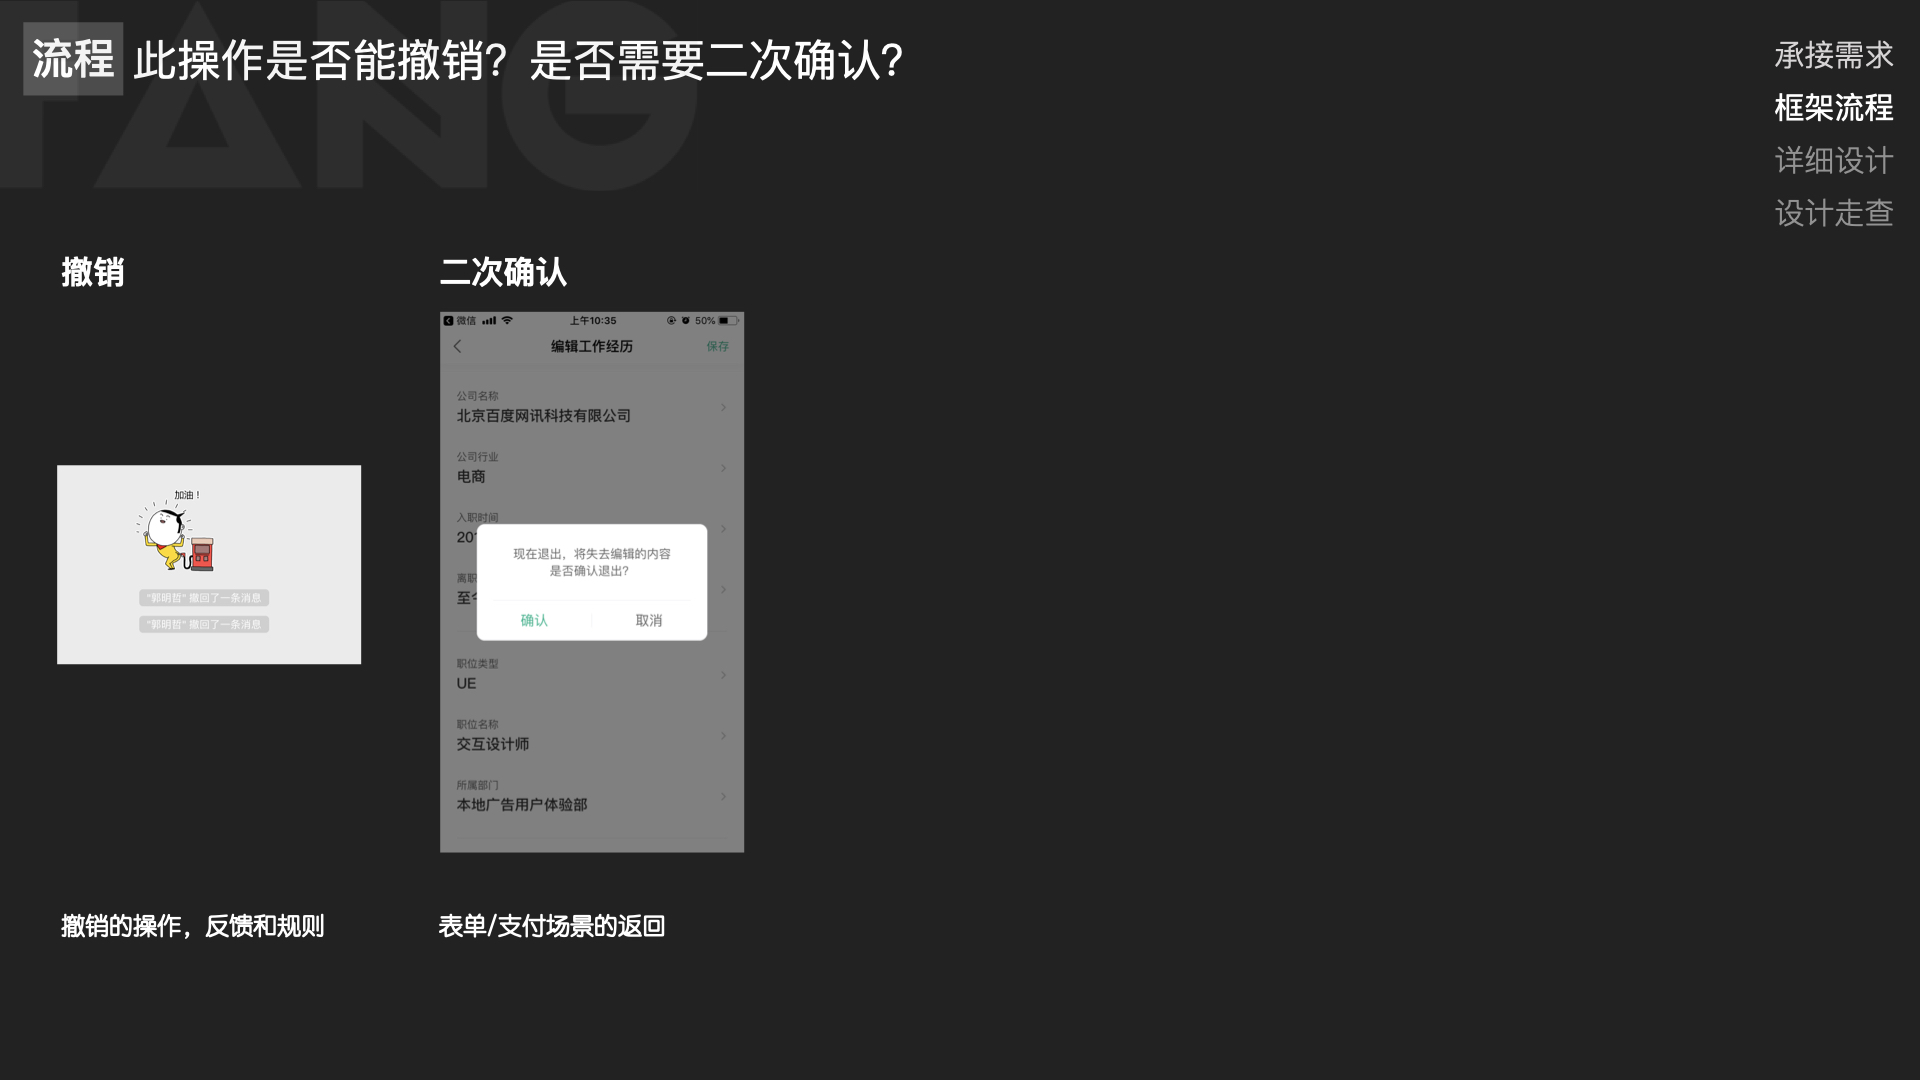 TANG
流程
此操作是否能撤销？是否需要二次确认？
承接需求
框架流程
详细设计
设计走查
撤销
二次确认
加油！
"郭明哲" 撤回了一条消息
"郭明哲" 撤回了一条消息
微信
上午10:35
50%
编辑工作经历
保存
公司名称
北京百度网讯科技有限公司
公司行业
电商
入职时间
20
离职
至今
现在退出，将失去编辑的内容
是否确认退出？
确认
取消
职位类型
UE
职位名称
交互设计师
所属部门
本地广告用户体验部
撤销的操作，反馈和规则
表单/支付场景的返回